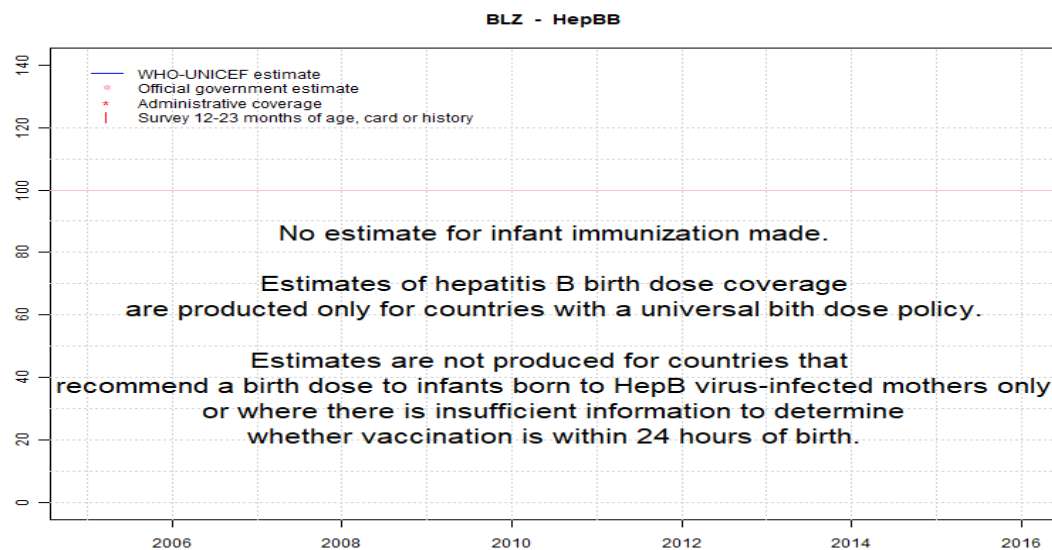 BLZ - HepBB
140
120
100
80
60
40
20
0
WHO-UNICEF estimate
Official government estimate
Administrative coverage
Survey 12-23 months of age, card or history
No estimate for infant immunization made.
Estimates of hepatitis B birth dose coverage
are producted only for countries with a universal bith dose policy.
Estimates are not produced for countries that
recommend a birth dose to infants born to HepB virus-infected mothers only
or where there is insufficient information to determine
whether vaccination is within 24 hours of birth.
2006 2008 2010 2012 2014 2016